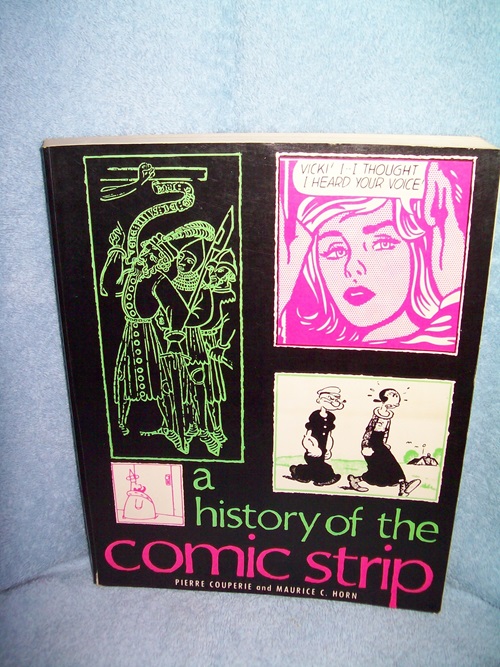 VICKI' I--I THOUGHT
I HEARD YOUR VOICE
a
history of the
comic strip
PIERRE COUPERIE and MAURICE C. HORN